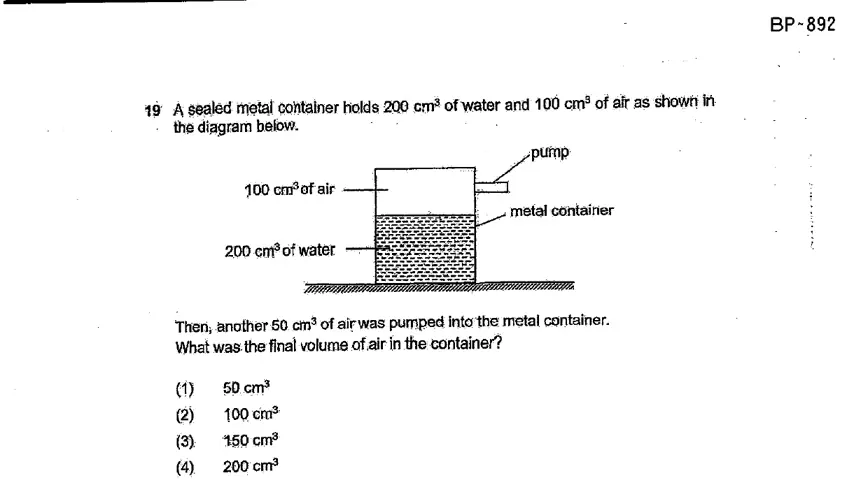 BP-892
19 A sealed metal container holds 200 cm³ of water and 100 cm³ of air as shown in
the diagram below.
pump
100 cm³ of air
metal container
200 cm³ of water
Then, another 50 cm³ of air was pumped into the metal container.
What was the final volume of air in the container?
(1) 50 cm³
(2) 100 cm³
(3) 150 cm³
(4) 200 cm³